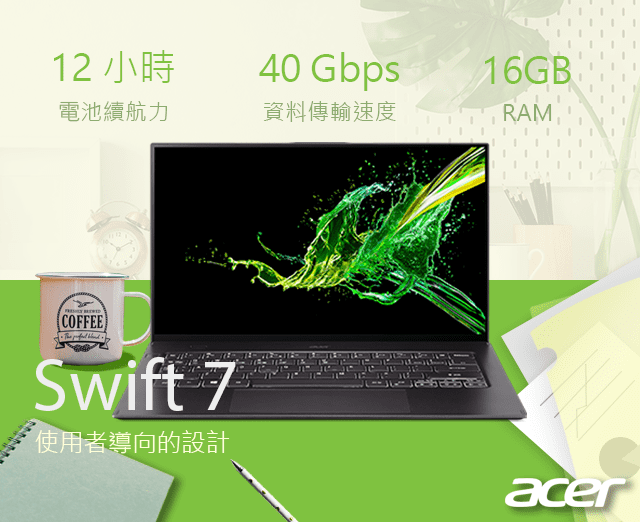 12 小時
電池續航力
40 Gbps
資料傳輸速度
16GB
RAM
COFFEE
Swift 7
使用者導向的設計
acer